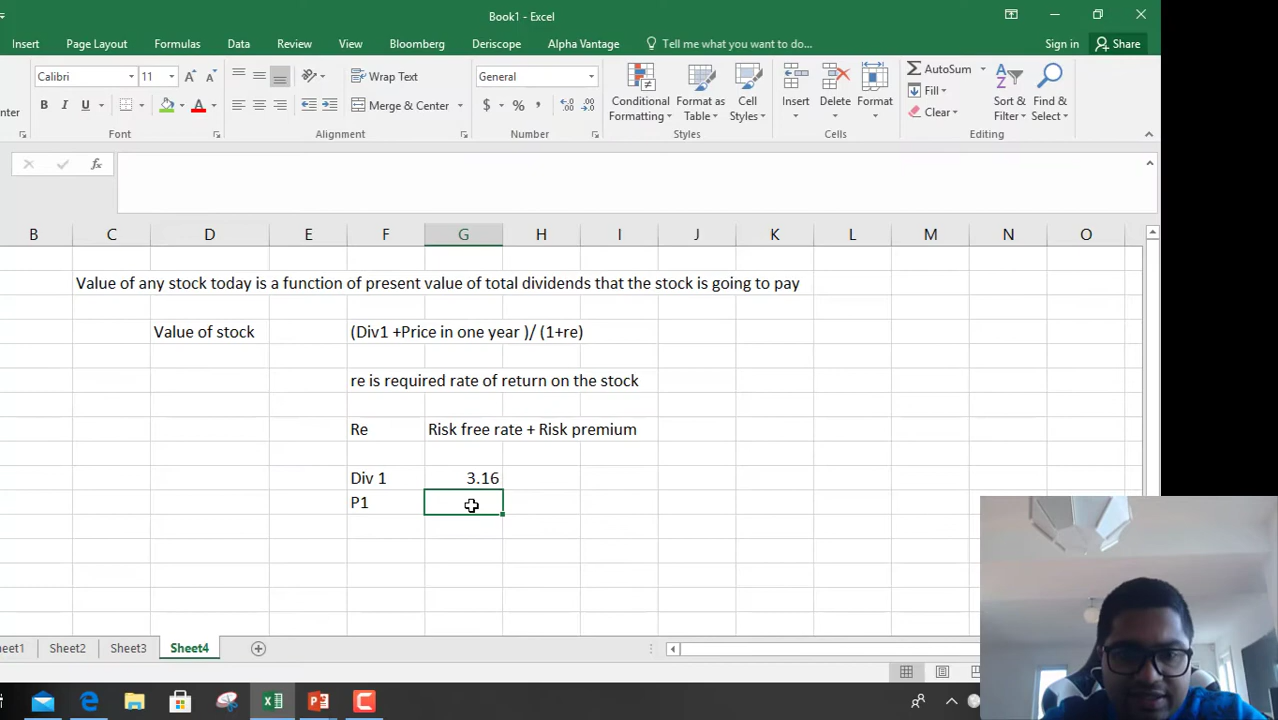 Book1 - Excel
Insert Page Layout Formulas Data Review View Bloomberg Deriscope Alpha Vantage Tell me what you want to do... Sign in Share
Calibri 11 Wrap Text General AutoSum
Fill
B I U A Merge & Center $ % , Conditional Formatting Format as Table Cell Styles Insert Delete Format Sort & Filter Find & Select
Clear
Font Alignment Number Styles Cells Editing
fx
B C D E F G H I J K L M N O
Value of any stock today is a function of present value of total dividends that the stock is going to pay
Value of stock (Div1 +Price in one year )/ (1+re)
re is required rate of return on the stock
Re Risk free rate + Risk premium
Div 1 3.16
P1
eet1 Sheet2 Sheet3 Sheet4